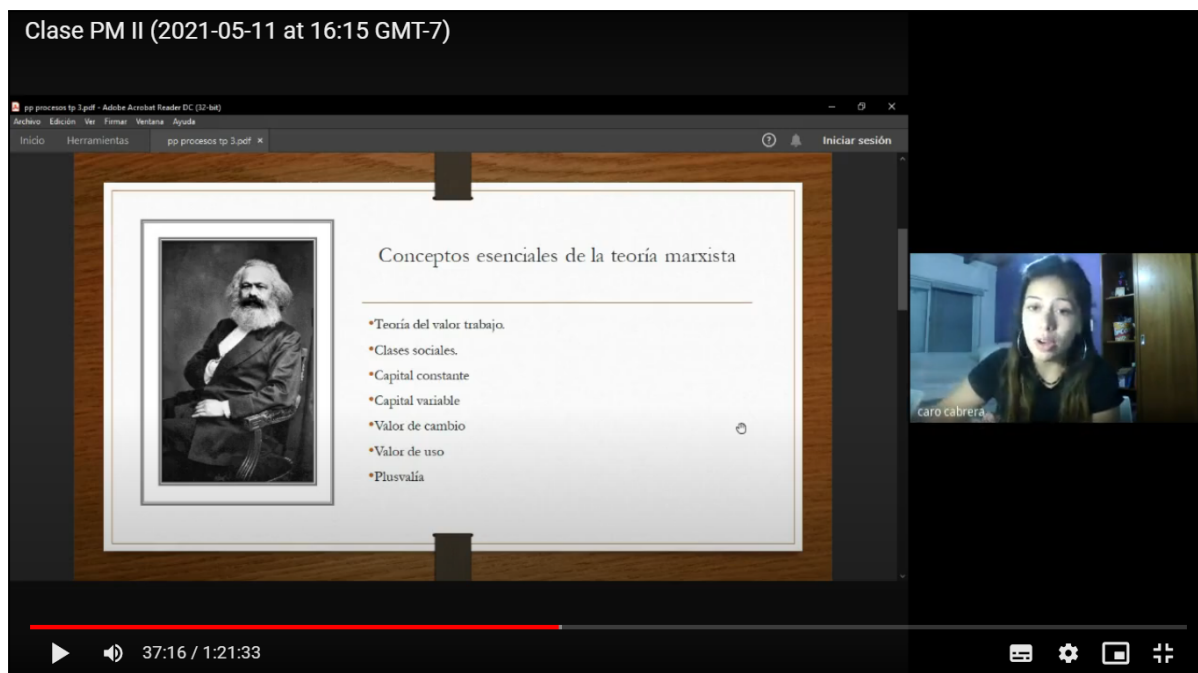 Clase PM II (2021-05-11 at 16:15 GMT-7)
pp procesos tp 3.pdf - Adobe Acrobat Reader DC (32-bit)
Archivo Edición Ver Firmar Ventana Ayuda
Inicio Herramientas pp procesos tp 3.pdf × Iniciar sesión
Conceptos esenciales de la teoría marxista
•Teoría del valor trabajo.
•Clases sociales.
•Capital constante
•Capital variable
•Valor de cambio
•Valor de uso
•Plusvalía
caro cabrera
37:16 / 1:21:33